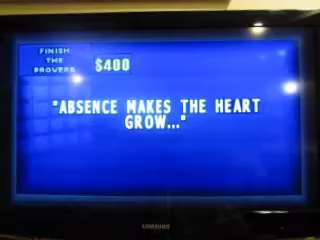 FINISH
THE
PROVERB
$400
"ABSENCE MAKES THE HEART
GROW..."
SAMSUNG